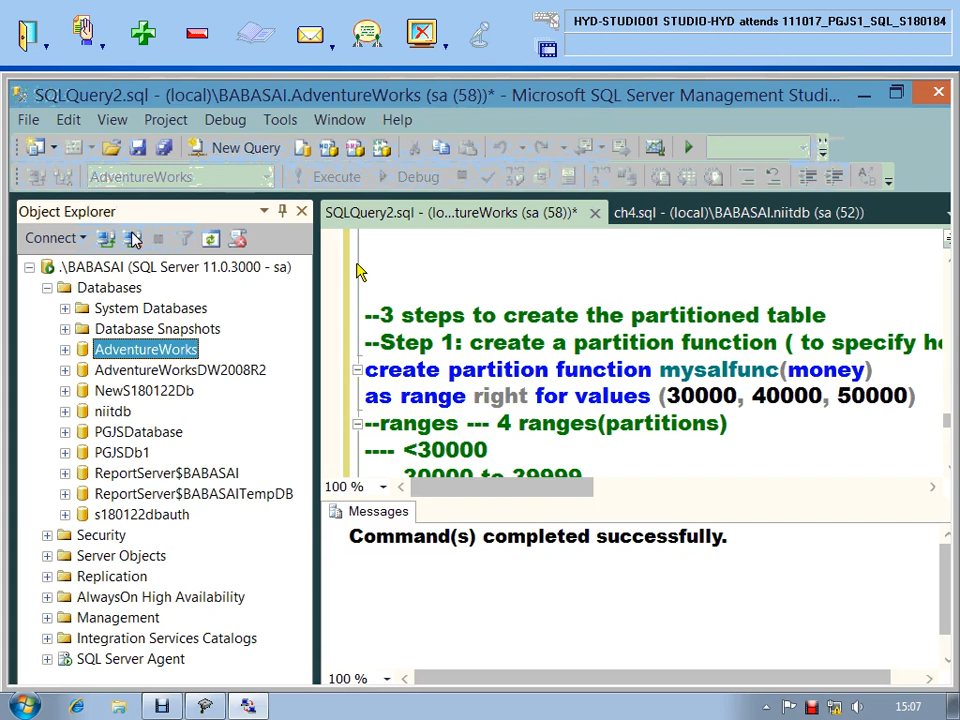 HYD-STUDIO01 STUDIO-HYD attends 111017_PGJS1_SQL_S180184
SQLQuery2.sql - (local)\BABASAI.AdventureWorks (sa (58))* - Microsoft SQL Server Management Studi...
File Edit View Project Debug Tools Window Help
New Query
AdventureWorks Execute Debug
Object Explorer
SQLQuery2.sql - (lo...tureWorks (sa (58))* ch4.sql - (local)\BABASAI.niitdb (sa (52))
Connect
.\BABASAI (SQL Server 11.0.3000 - sa)
Databases
System Databases
Database Snapshots
AdventureWorks
AdventureWorksDW2008R2
NewS180122Db
niitdb
PGJSDatabase
PGJSDb1
ReportServer$BABASAI
ReportServer$BABASAITempDB
s180122dbauth
Security
Server Objects
Replication
AlwaysOn High Availability
Management
Integration Services Catalogs
SQL Server Agent
--3 steps to create the partitioned table
--Step 1: create a partition function ( to specify ho
create partition function mysalfunc(money)
as range right for values (30000, 40000, 50000)
--ranges --- 4 ranges(partitions)
---- <30000
30000 to 39999
100 %
Messages
Command(s) completed successfully.
100 %
15:07